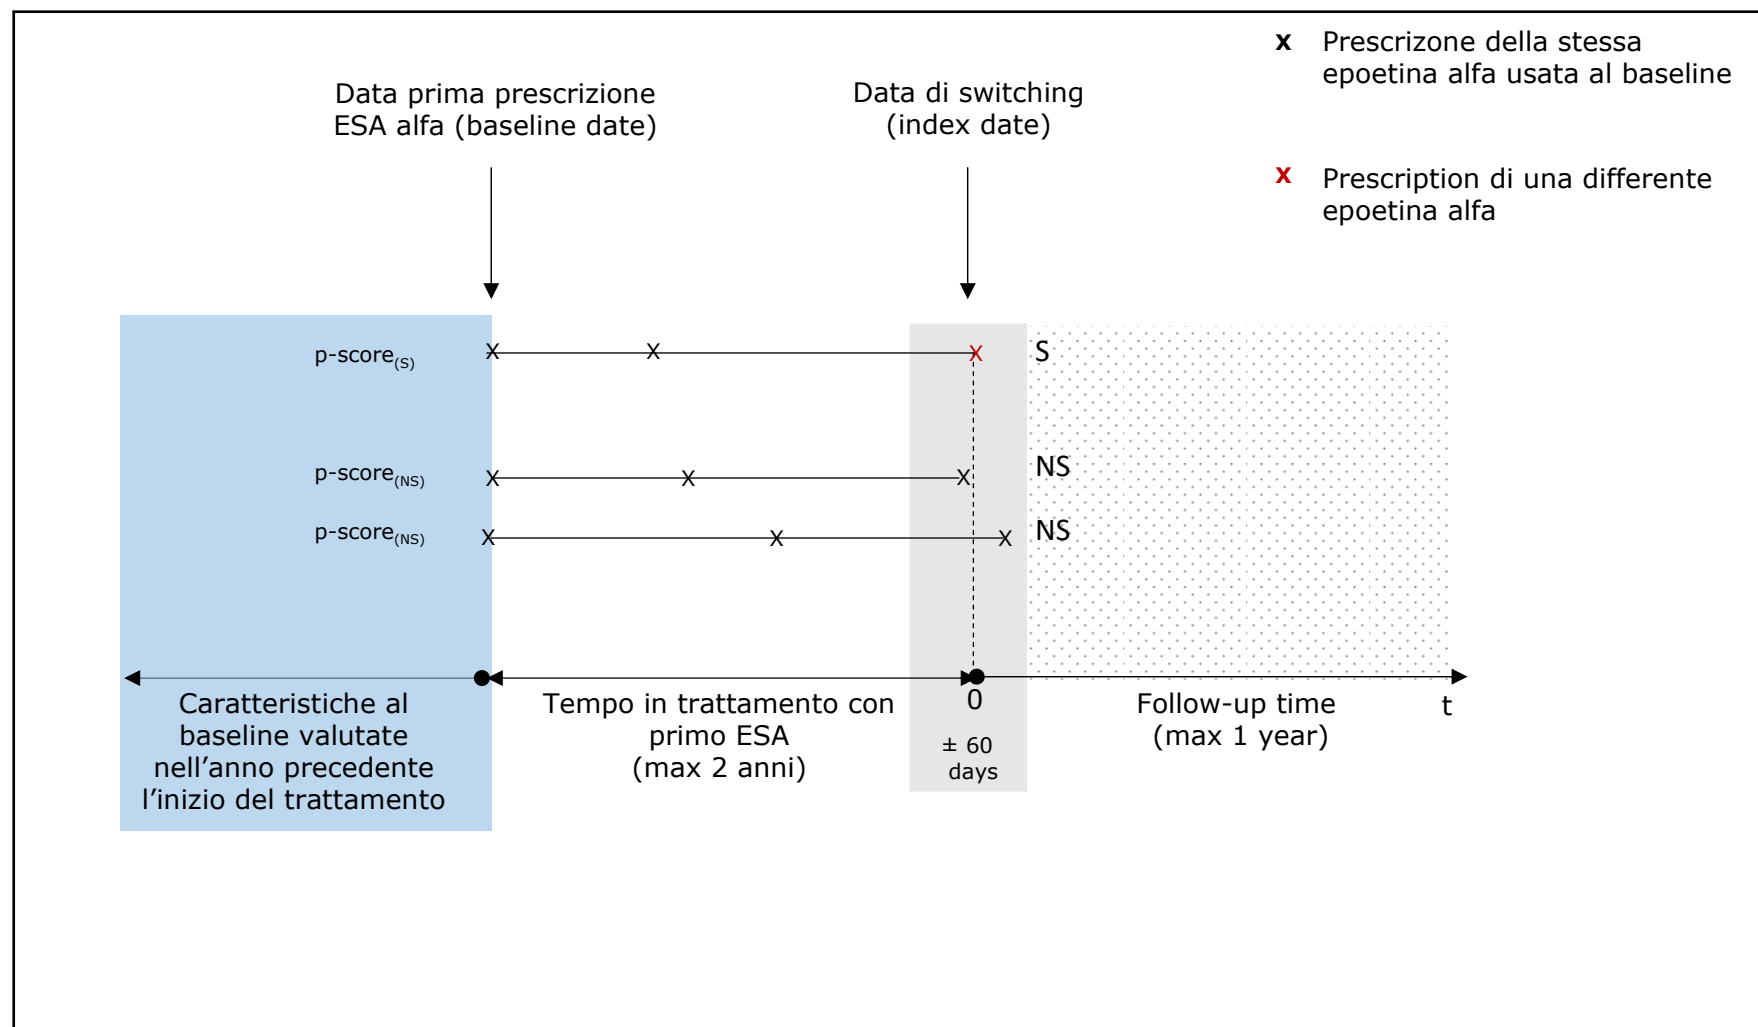 x Prescrizone della stessa
epoetina alfa usata al baseline
Data prima prescrizione
ESA alfa (baseline date)
Data di switching
(index date)
x Prescription di una differente
epoetina alfa
p-score(S) X X X S
p-score(NS) X X X NS
p-score(NS) X X X NS
Caratteristiche al
baseline valutate
nell’anno precedente
l’inizio del trattamento
Tempo in trattamento con
primo ESA
(max 2 anni)
0
± 60
days
Follow-up time
(max 1 year)
t